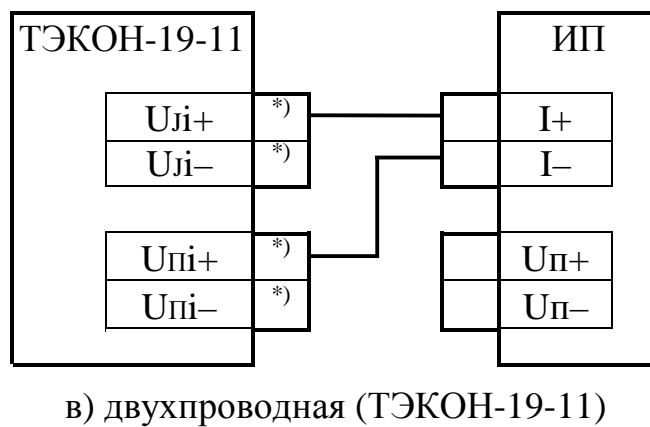 ТЭКОН-19-11 ИП
UJi+ *) I+
UJi– *) I–
UПi+ *) Uп+
UПi– *) Uп–
в) двухпроводная (ТЭКОН-19-11)